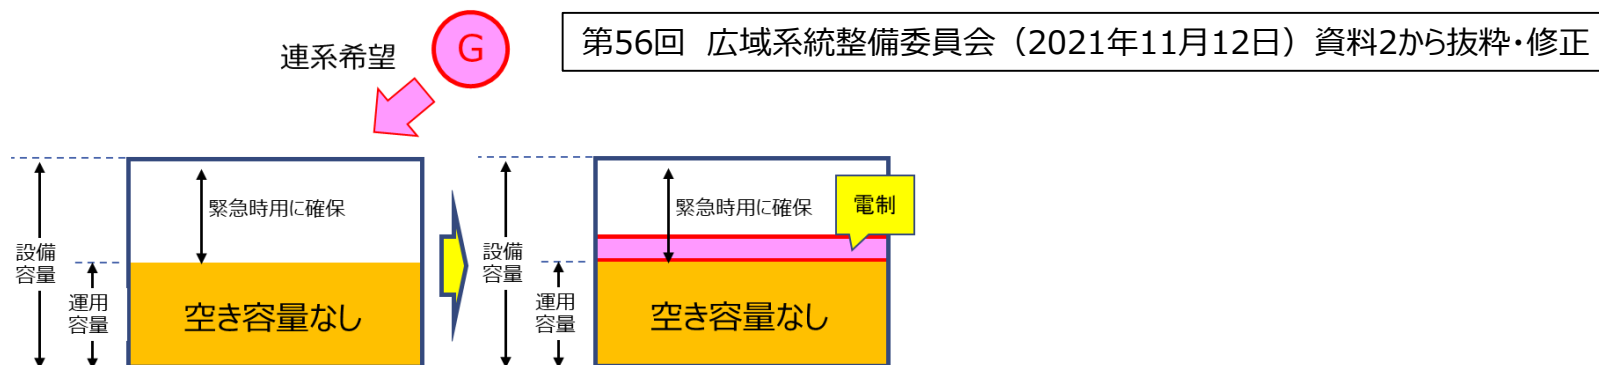 第56回 広域系統整備委員会（2021年11月12日）資料2から抜粋・修正
連系希望
G
緊急時用に確保
設備
容量
運用
容量
空き容量なし
緊急時用に確保
電制
設備
容量
運用
容量
空き容量なし